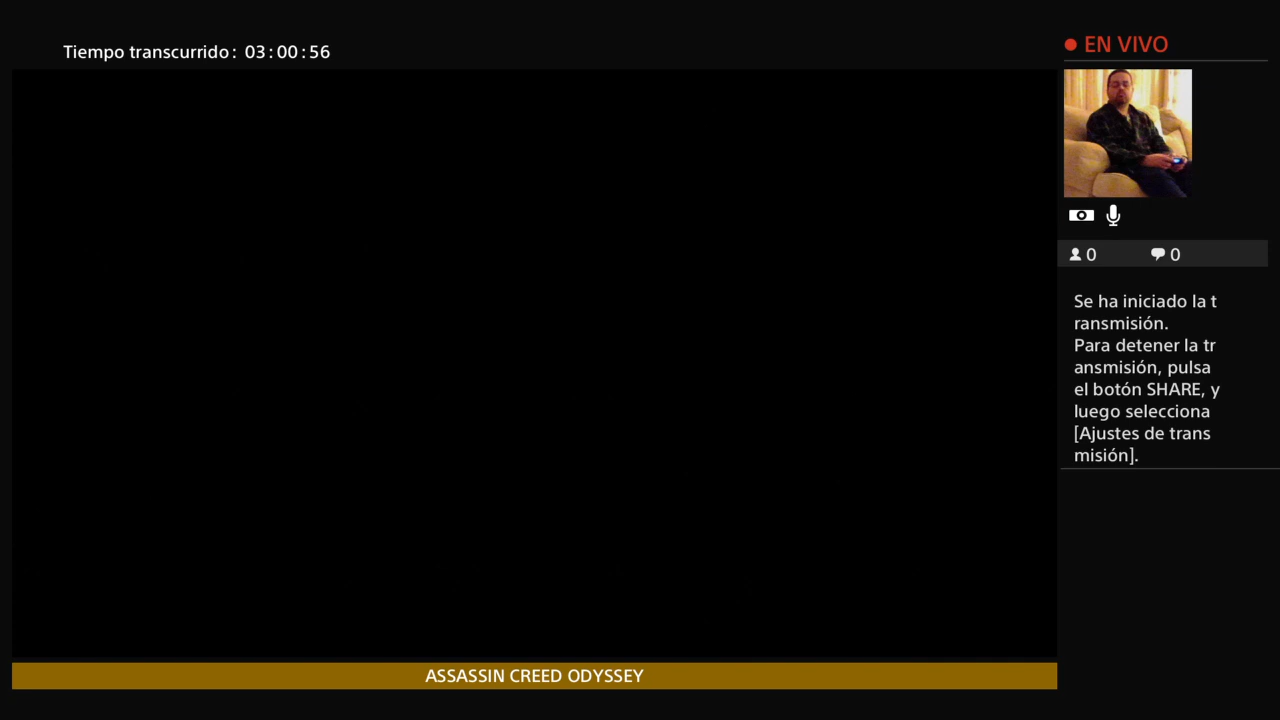 Tiempo transcurrido: 03:00:56
EN VIVO
0 0
Se ha iniciado la t
ransmisión.
Para detener la tr
ansmisión, pulsa
el botón SHARE, y
luego selecciona
[Ajustes de trans
misión].
ASSASSIN CREED ODYSSEY